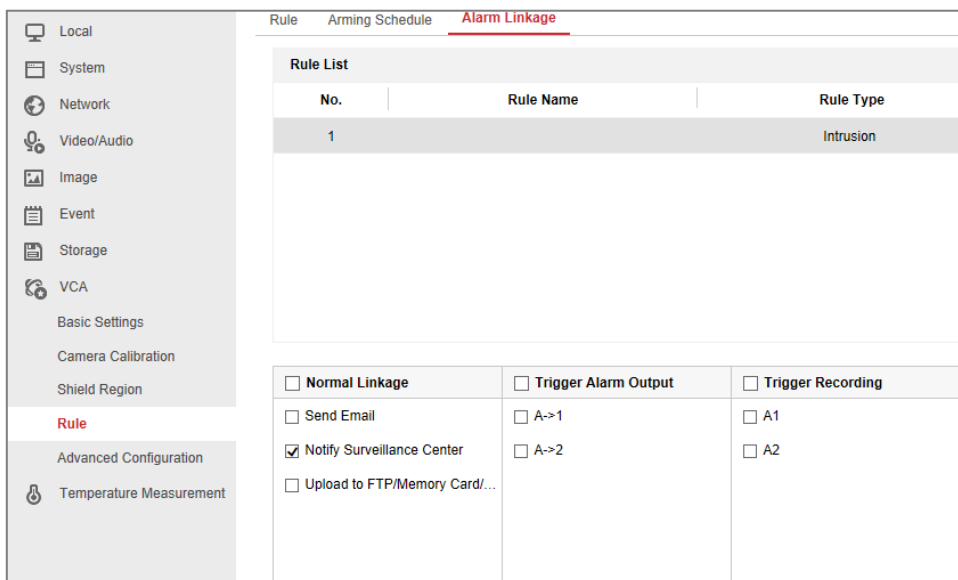 Local
System
Network
Video/Audio
Image
Event
Storage
VCA
Basic Settings
Camera Calibration
Shield Region
Rule
Advanced Configuration
Temperature Measurement
Rule Arming Schedule Alarm Linkage
Rule List
No. Rule Name Rule Type
1 Intrusion
Normal Linkage Trigger Alarm Output Trigger Recording
Send Email A->1 A1
Notify Surveillance Center A->2 A2
Upload to FTP/Memory Card/...